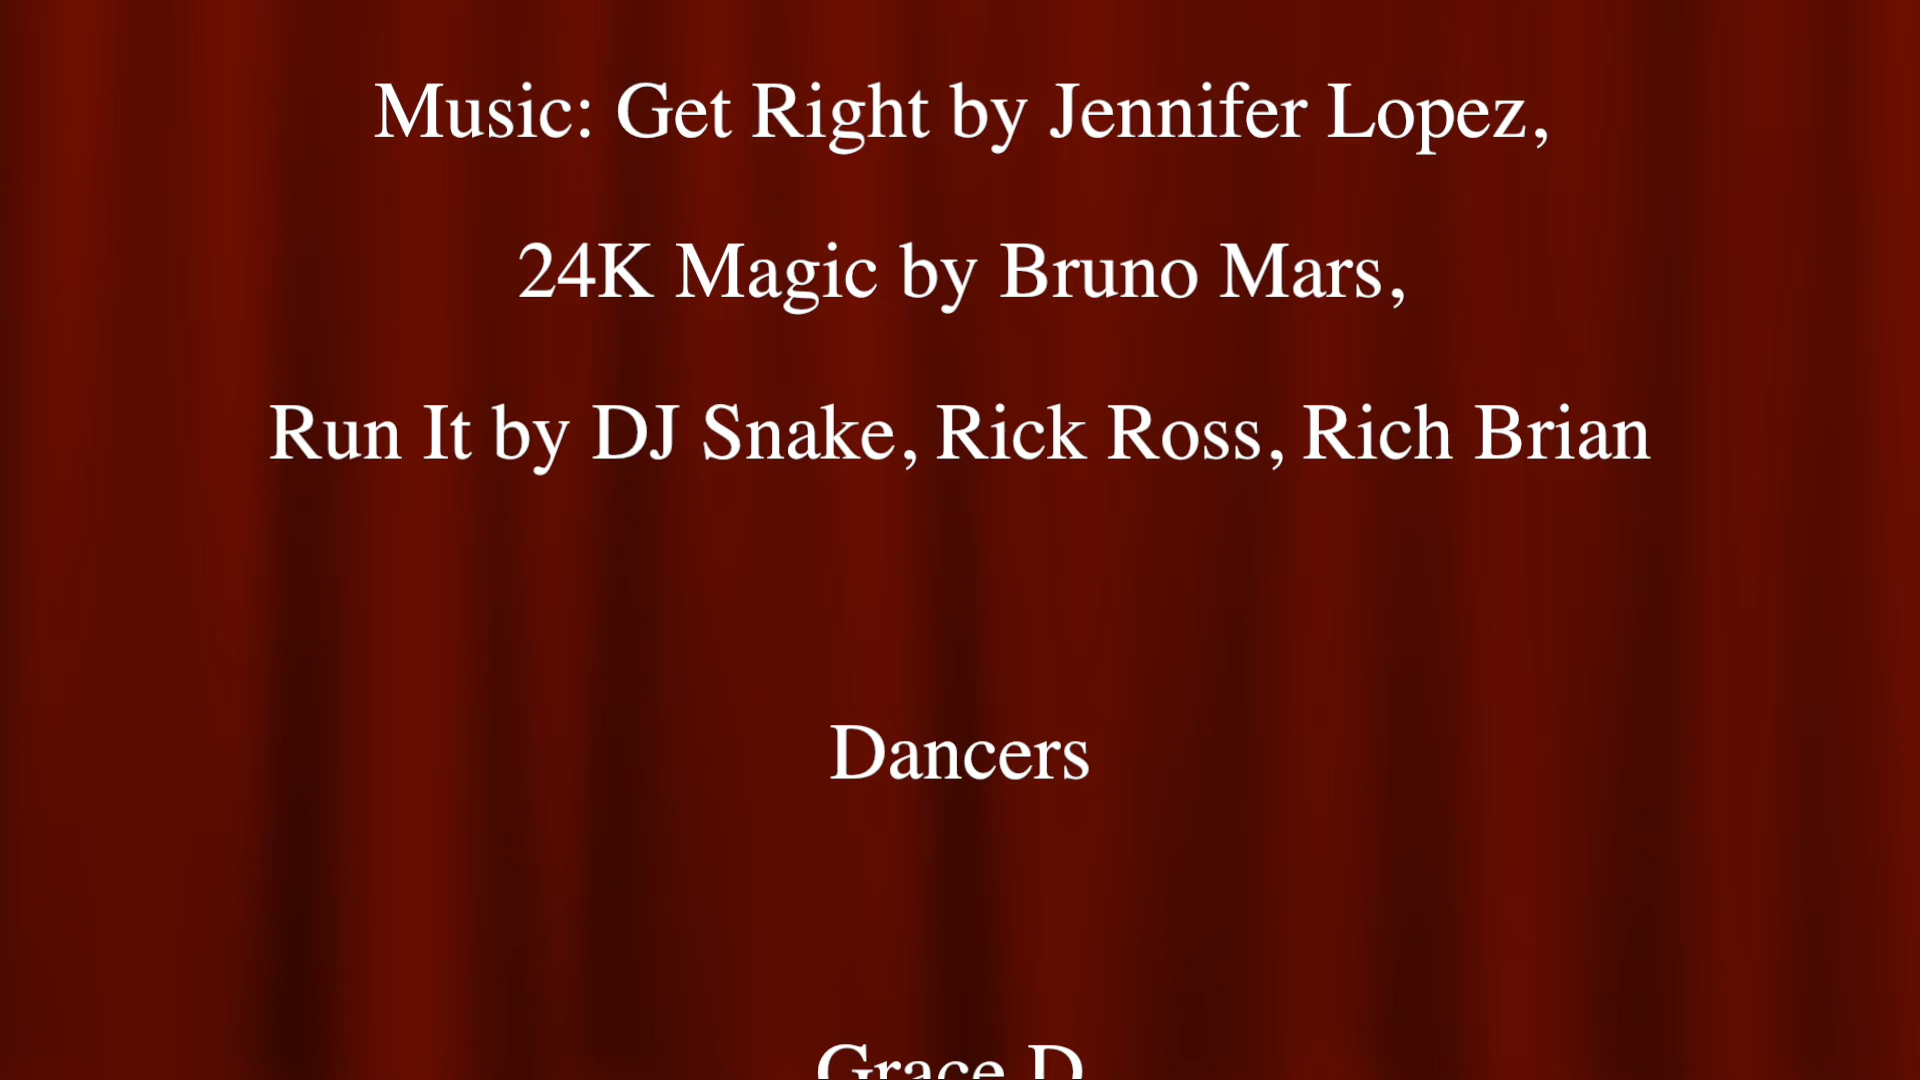 Music: Get Right by Jennifer Lopez,
24K Magic by Bruno Mars,
Run It by DJ Snake, Rick Ross, Rich Brian
Dancers
Grace D